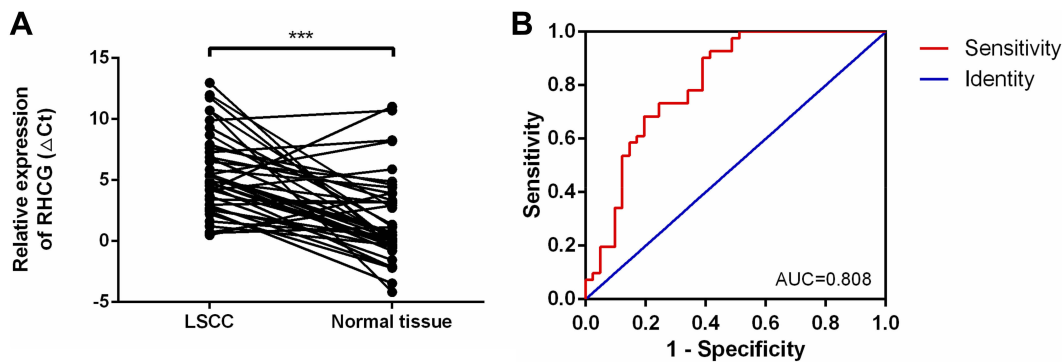 A
***
Relative expression
of RHCG (△Ct)
15
10
5
0
-5
LSCC
Normal tissue
B
Sensitivity
1.0
0.8
0.6
0.4
0.2
0.0
0.0
0.2
0.4
0.6
0.8
1.0
1 - Specificity
AUC=0.808
Sensitivity
Identity